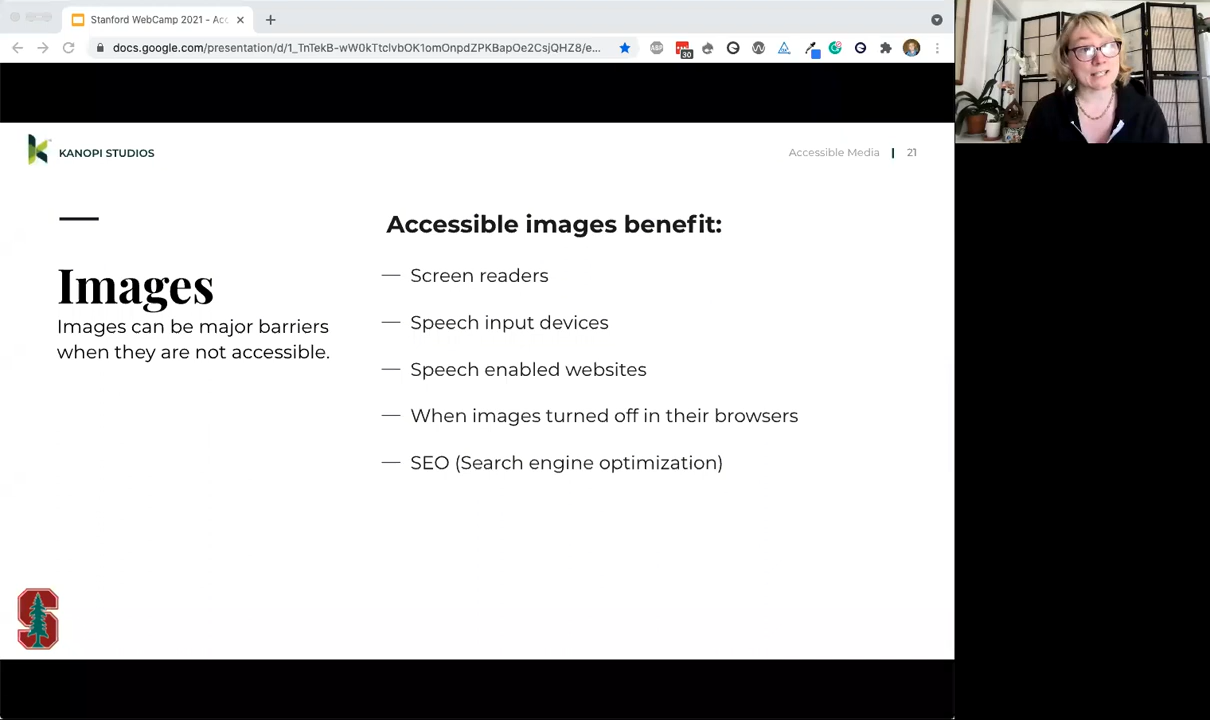 Stanford WebCamp 2021 - Acc
docs.google.com/presentation/d/1_TnTekB-wW0kTtclvbOK1omOnpdZPKBapOe2CsjQHZ8/e...
ABP
30
KANOPI STUDIOS
Accessible Media | 21
Images
Images can be major barriers
when they are not accessible.
Accessible images benefit:
— Screen readers
— Speech input devices
— Speech enabled websites
— When images turned off in their browsers
— SEO (Search engine optimization)
S